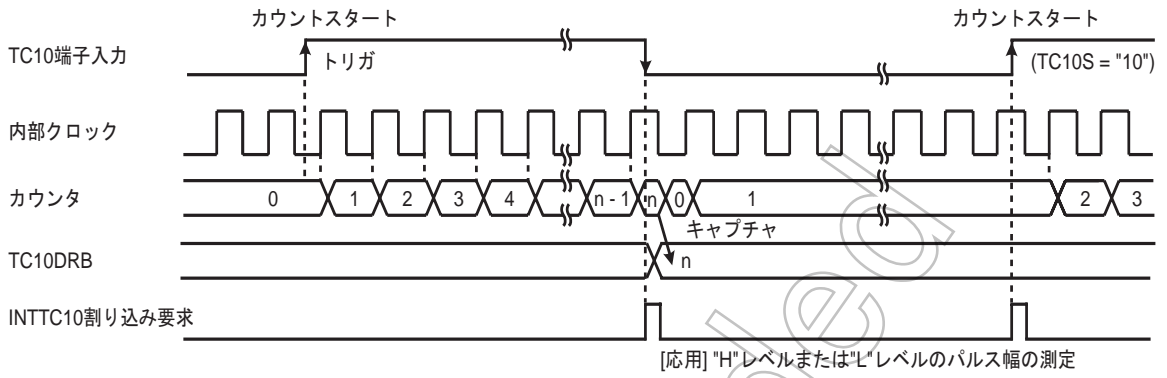 カウントスタート カウントスタート
TC10端子入力
トリガ
(TC10S = "10")
内部クロック
カウンタ
0 1 2 3 4 n - 1 n 0 1 2 3
キャプチャ
TC10DRB
n
INTTC10割り込み要求
[応用] "H"レベルまたは"L"レベルのパルス幅の測定